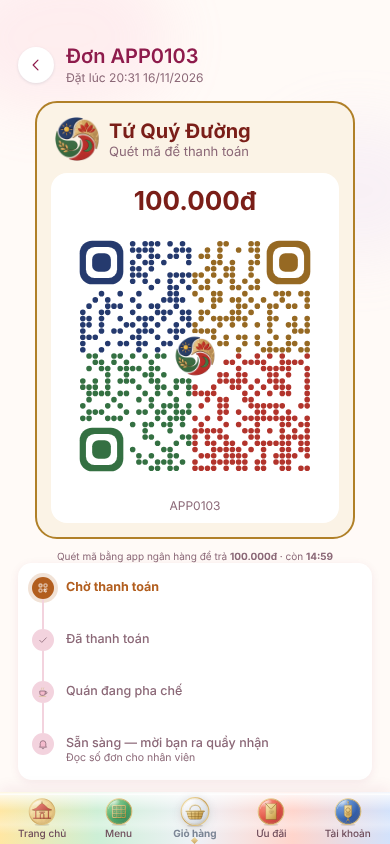 Đơn APP0103
Đặt lúc 20:31 16/11/2026
Tứ Quý Đường
Quét mã để thanh toán
100.000đ
APP0103
Quét mã bằng app ngân hàng để trả 100.000đ · còn 14:59
Chờ thanh toán
Đã thanh toán
Quán đang pha chế
Sẵn sàng — mời bạn ra quầy nhận
Đọc số đơn cho nhân viên
Trang chủ Menu Giỏ hàng Ưu đãi Tài khoản